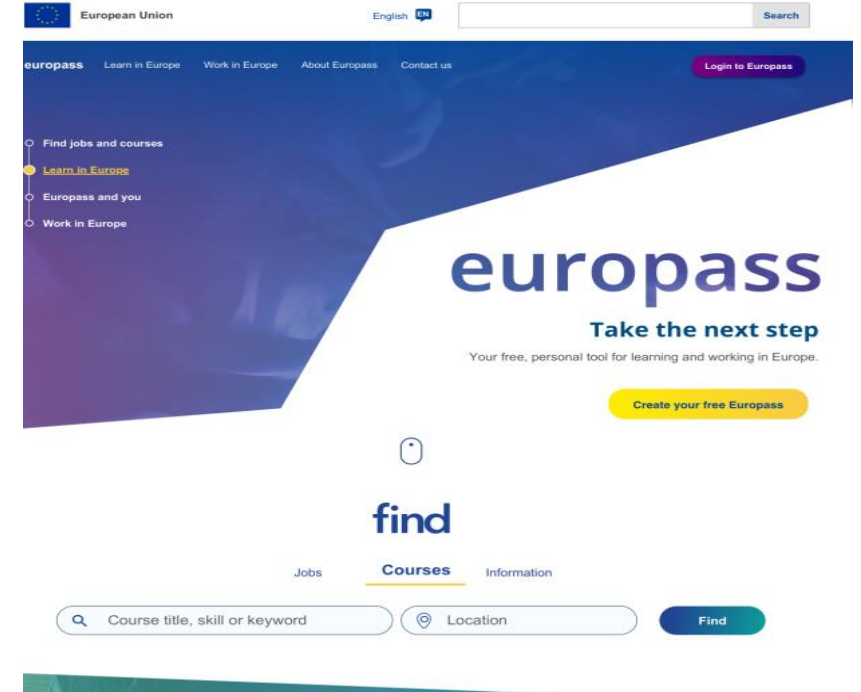 European Union
English EN
Search
europass Learn in Europe Work in Europe About Europass Contact us
Login to Europass
Find jobs and courses
Learn in Europe
Europass and you
Work in Europe
europass
Take the next step
Your free, personal tool for learning and working in Europe.
Create your free Europass
find
Jobs Courses Information
Course title, skill or keyword
Location
Find